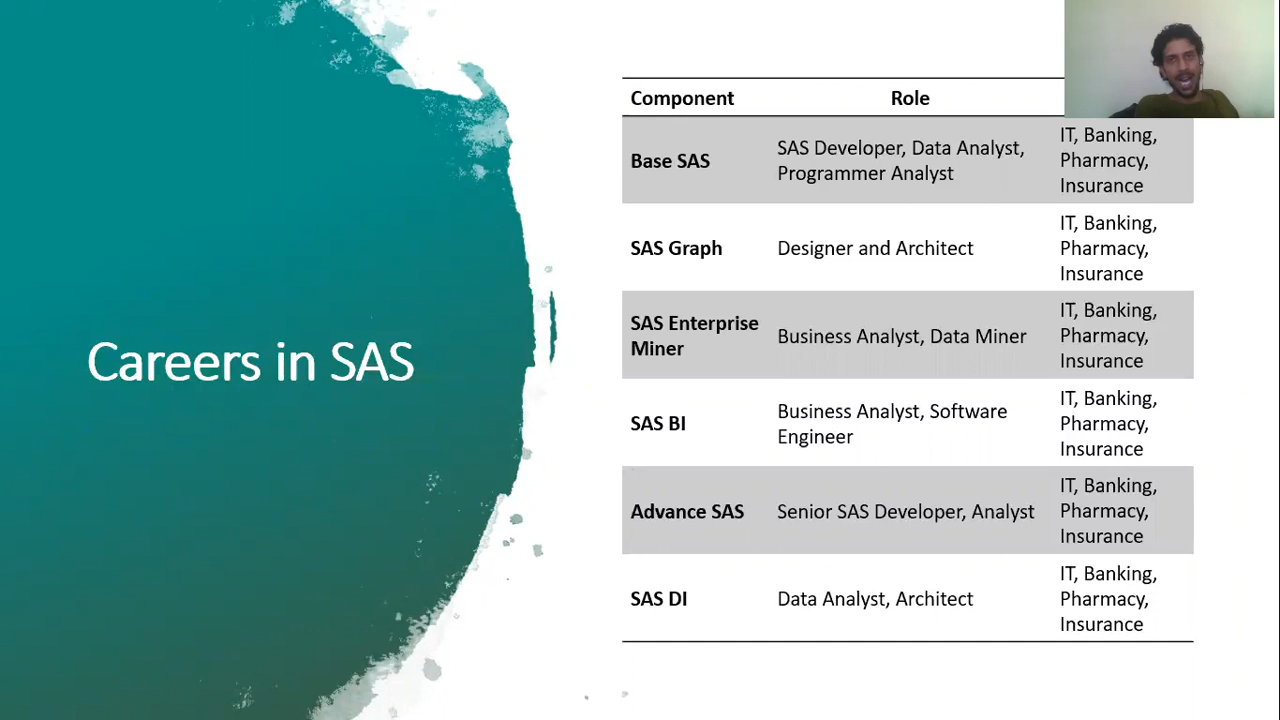 Careers in SAS
Component Role
Base SAS
SAS Developer, Data Analyst,
Programmer Analyst
IT, Banking,
Pharmacy,
Insurance
SAS Graph
Designer and Architect
IT, Banking,
Pharmacy,
Insurance
SAS Enterprise
Miner
Business Analyst, Data Miner
IT, Banking,
Pharmacy,
Insurance
SAS BI
Business Analyst, Software
Engineer
IT, Banking,
Pharmacy,
Insurance
Advance SAS
Senior SAS Developer, Analyst
IT, Banking,
Pharmacy,
Insurance
SAS DI
Data Analyst, Architect
IT, Banking,
Pharmacy,
Insurance